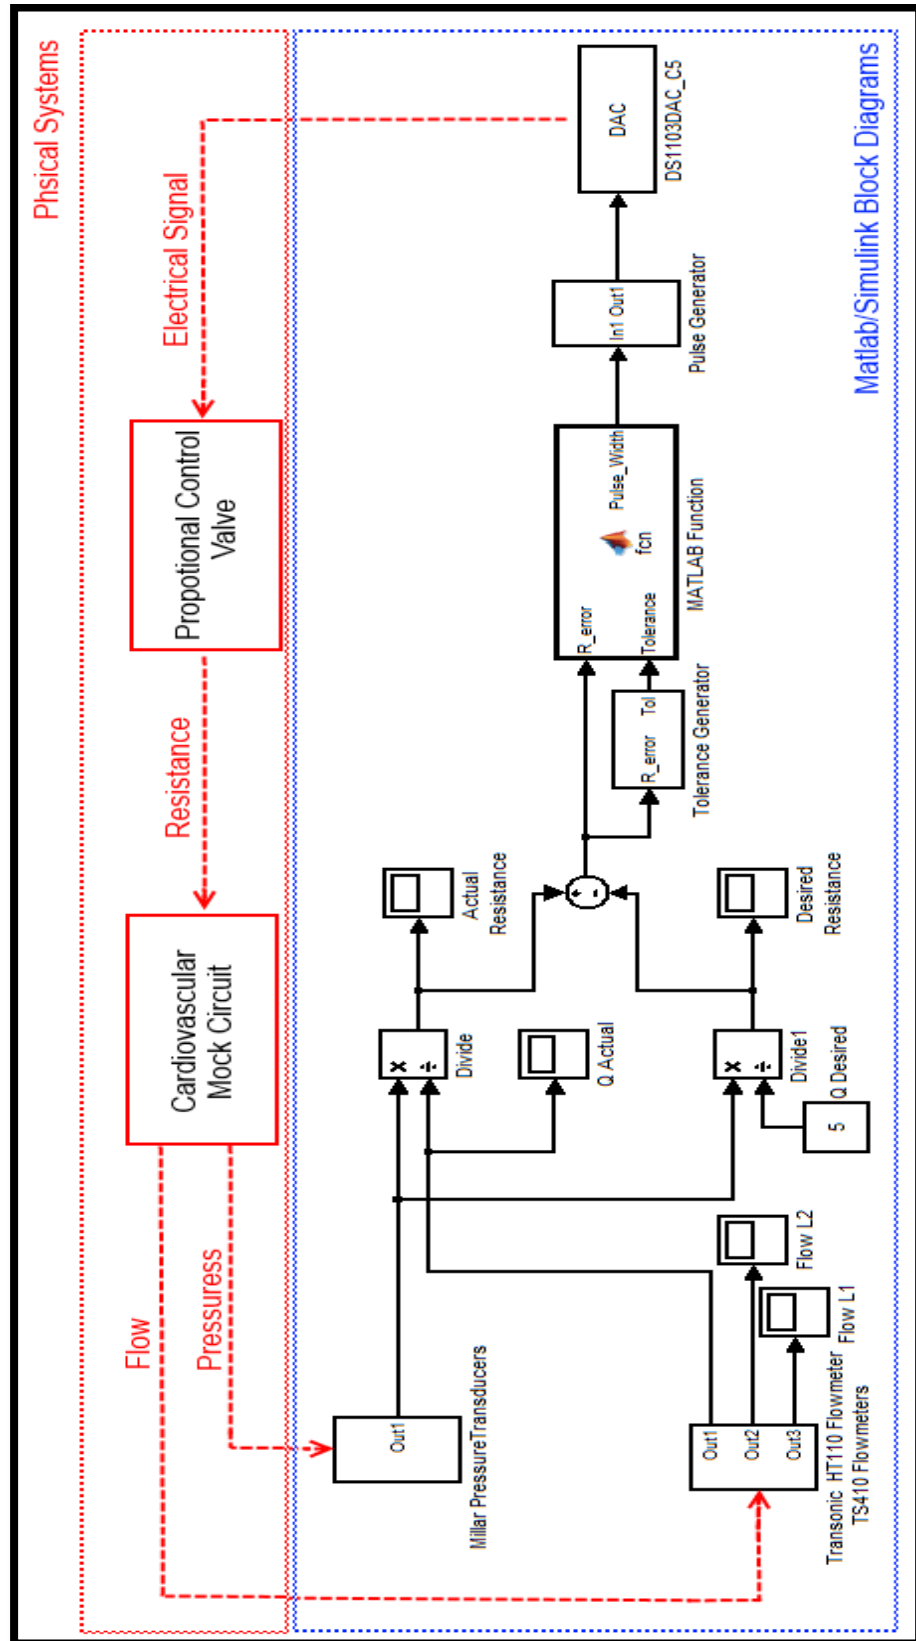 Phsical Systems
Flow
Pressuress
Cardiovascular
Mock Circuit
Resistance
Propotional Control
Valve
Electrical Signal
Out1
Millar PressureTransducers
Out1
Out2
Out3
Transonic HT110 Flowmeter
TS410 Flowmeters
Flow L1
Flow L2
5
Q Desired
×
÷
Divide
×
÷
Divide1
Q Actual
Actual
Resistance
Desired
Resistance
+
-
R_error Tol
Tolerance Generator
R_error
Tolerance
fcn
Pulse_Width
MATLAB Function
In1 Out1
Pulse Generator
DAC
DS1103DAC_C5
Matlab/Simulink Block Diagrams